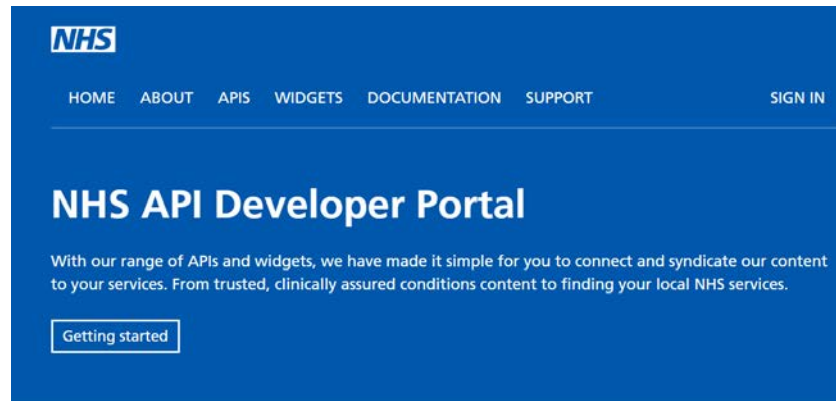 NHS
HOME ABOUT APIS WIDGETS DOCUMENTATION SUPPORT SIGN IN
NHS API Developer Portal
With our range of APIs and widgets, we have made it simple for you to connect and syndicate our content
to your services. From trusted, clinically assured conditions content to finding your local NHS services.
Getting started